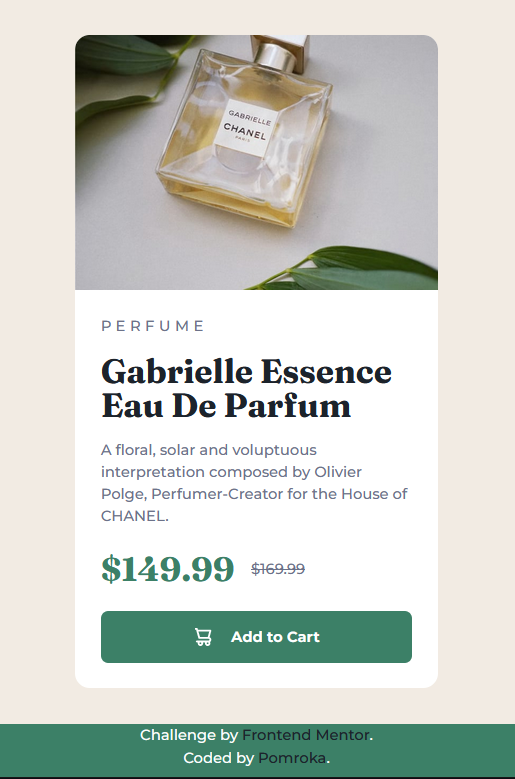 GABRIELLE
CHANEL
PARIS
PERFUME
Gabrielle Essence
Eau De Parfum
A floral, solar and voluptuous
interpretation composed by Olivier
Polge, Perfumer-Creator for the House of
CHANEL.
$149.99 $169.99
Add to Cart
Challenge by Frontend Mentor.
Coded by Pomroka.